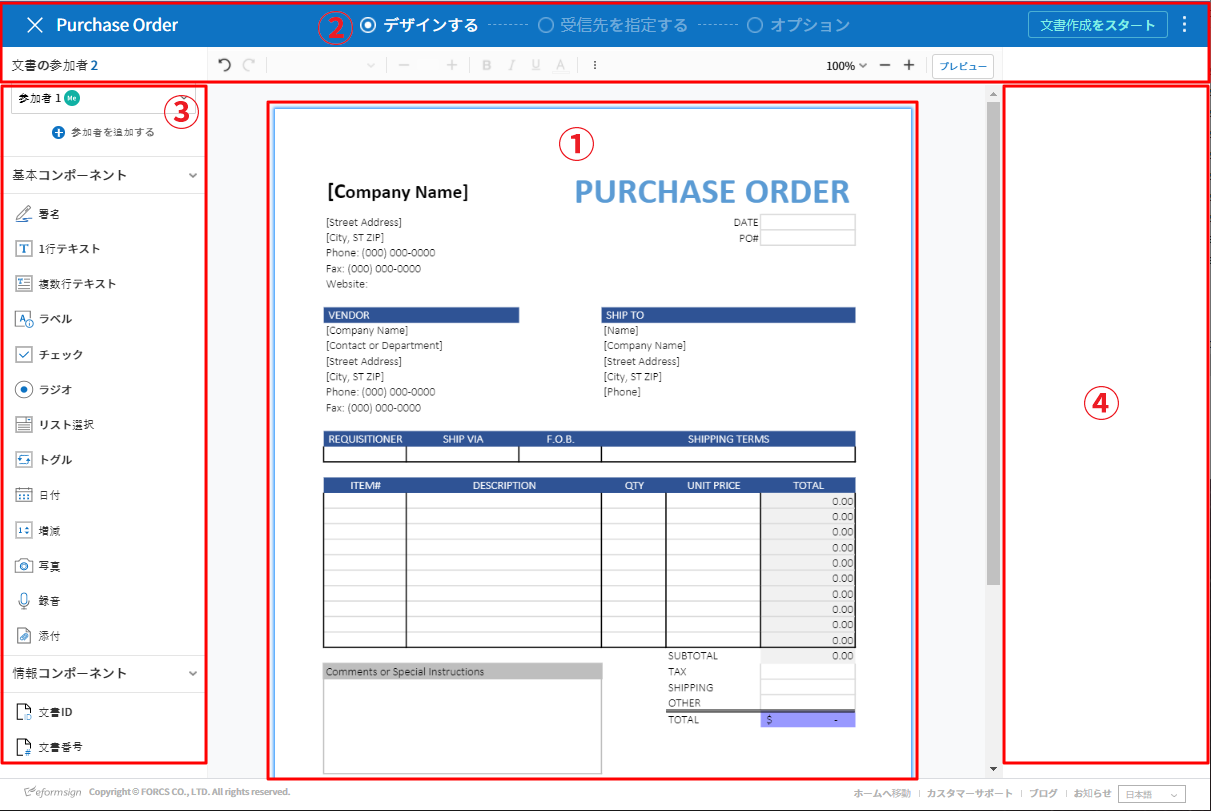 Purchase Order ② デザインする 受信先を指定する オプション 文書作成をスタート
文書の参加者 2 100% プレビュー
参加者 1 Me
③
参加者を追加する
基本コンポーネント
署名
1行テキスト
複数行テキスト
ラベル
チェック
ラジオ
リスト選択
トグル
日付
増減
写真
録音
添付
情報コンポーネント
文書ID
文書番号
①
[Company Name] PURCHASE ORDER
[Street Address] DATE
[City, ST ZIP] PO#
Phone: (000) 000-0000
Fax: (000) 000-0000
Website:
VENDOR SHIP TO
[Company Name] [Name]
[Contact or Department] [Company Name]
[Street Address] [Street Address]
[City, ST ZIP] [City, ST ZIP]
Phone: (000) 000-0000 [Phone]
Fax: (000) 000-0000
REQUISITIONER SHIP VIA F.O.B. SHIPPING TERMS
ITEM# DESCRIPTION QTY UNIT PRICE TOTAL
0.00
0.00
0.00
0.00
0.00
0.00
0.00
0.00
0.00
0.00
SUBTOTAL 0.00
Comments or Special Instructions TAX
SHIPPING
OTHER
TOTAL $ -
④
eformsign Copyright © FORCS CO., LTD. All rights reserved. ホームへ移動 カスタマーサポート ブログ お知らせ 日本語